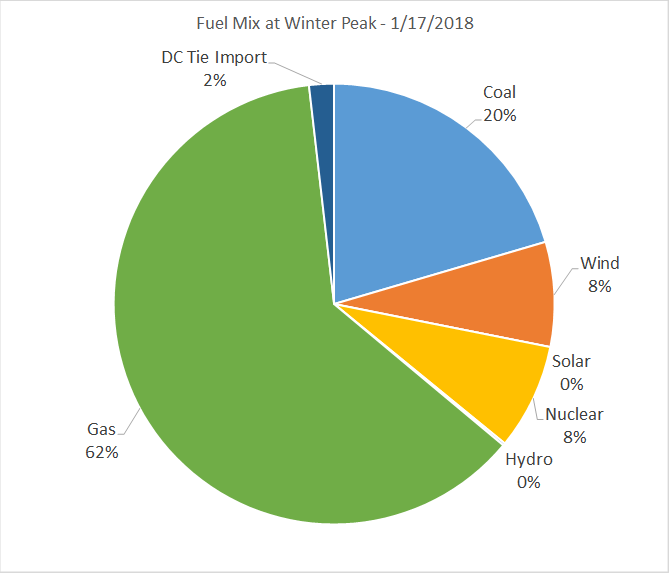 Fuel Mix at Winter Peak - 1/17/2018
DC Tie Import
2%
Coal
20%
Wind
8%
Solar
0%
Nuclear
8%
Hydro
0%
Gas
62%